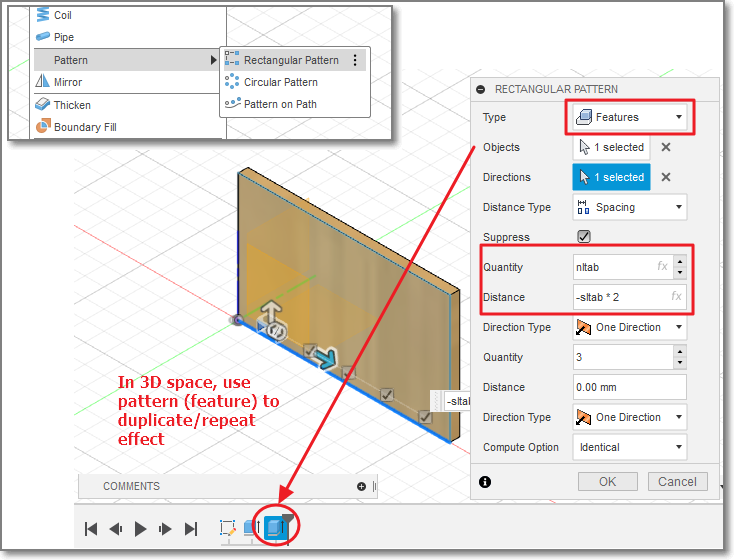 Coil
Pipe
Pattern
Rectangular Pattern
Mirror
Circular Pattern
Thicken
Pattern on Path
Boundary Fill
RECTANGULAR PATTERN
Type Features
Objects 1 selected
Directions 1 selected
Distance Type Spacing
Suppress
Quantity nltab fx
Distance -sltab * 2 fx
Direction Type One Direction
Quantity 3
Distance 0.00 mm
Direction Type One Direction
Compute Option Identical
OK Cancel
-sltab
In 3D space, use
pattern (feature) to
duplicate/repeat
effect
COMMENTS